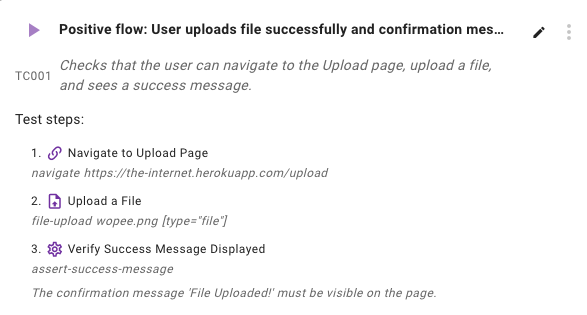 Positive flow: User uploads file successfully and confirmation mes...
TC001
Checks that the user can navigate to the Upload page, upload a file,
and sees a success message.
Test steps:
1. Navigate to Upload Page
navigate https://the-internet.herokuapp.com/upload
2. Upload a File
file-upload wopee.png [type="file"]
3. Verify Success Message Displayed
assert-success-message
The confirmation message 'File Uploaded!' must be visible on the page.